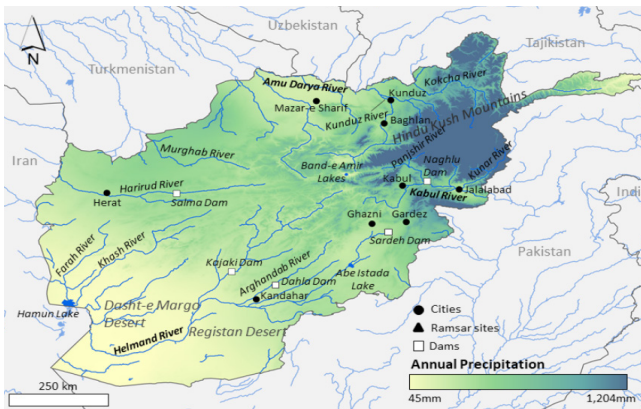 Uzbekistan
Tajikistan
Turkmenistan
N
Amu Darya River
Kokcha River
Kunduz
Mazar-e Sharif
Kunduz River
Baghlan
Hindu Kush Mountains
Murghab River
Panjshir River
Kunar River
Iran
Band-e Amir
Lakes
Naghlu
Dam
Harirud River
Kabul
Jalalabad
Herat
Salma Dam
Kabul River
Indi
Ghazni
Gardez
Sardeh Dam
Farah River
Khash River
Pakistan
Kajaki Dam
Arghandab River
Abe Istada
Lake
Dahla Dam
Kandahar
Hamun Lake
Dasht-e Margo
Desert
Registan Desert
Helmand River
Cities
Ramsar sites
Dams
Annual Precipitation
45mm
1,204mm
250 km